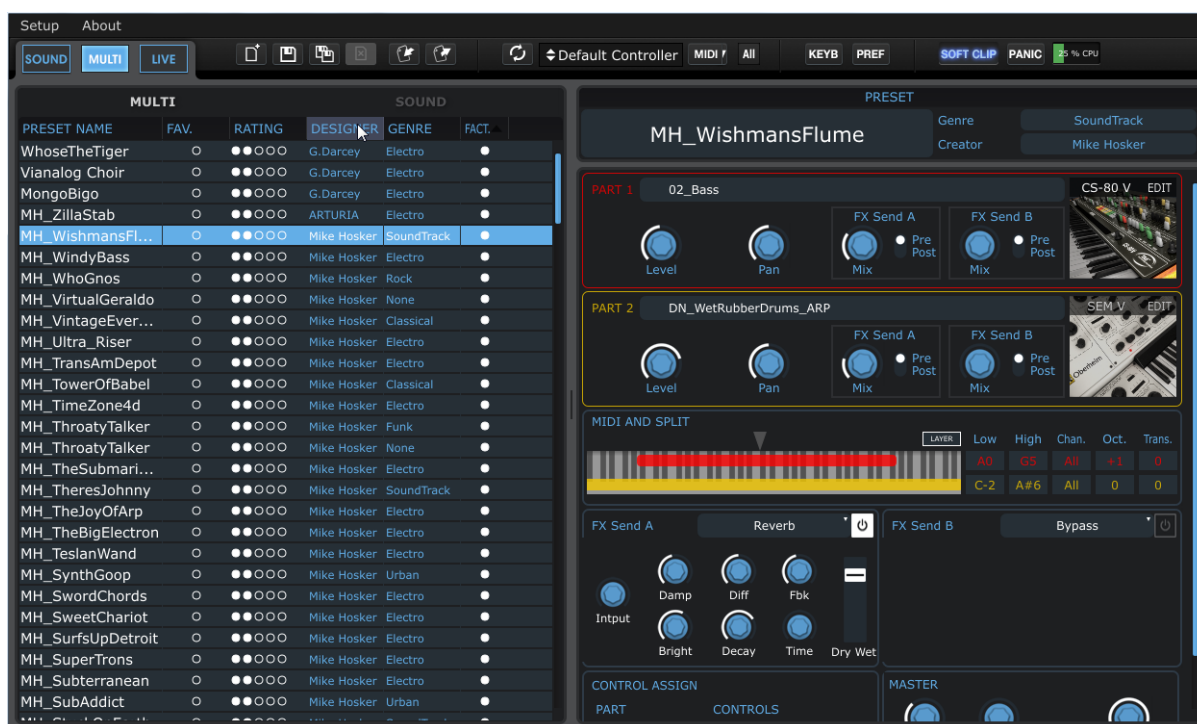 Setup About
SOUND MULTI LIVE Default Controller MIDI All KEYB PREF SOFT CLIP PANIC 25 % CPU
MULTI SOUND
PRESET NAME FAV. RATING DESIGNER GENRE FACT.
WhoseTheTiger G.Darcey Electro
Vianalog Choir G.Darcey Electro
MongoBigo G.Darcey Electro
MH_ZillaStab ARTURIA Electro
MH_WishmansFl... Mike Hosker SoundTrack
MH_WindyBass Mike Hosker Electro
MH_WhoGnos Mike Hosker Rock
MH_VirtualGeraldo Mike Hosker None
MH_VintageEver... Mike Hosker Classical
MH_Ultra_Riser Mike Hosker Electro
MH_TransAmDepot Mike Hosker Electro
MH_TowerOfBabel Mike Hosker Classical
MH_TimeZone4d Mike Hosker Electro
MH_ThroatyTalker Mike Hosker Funk
MH_ThroatyTalker Mike Hosker None
MH_TheSubmari... Mike Hosker Electro
MH_TheresJohnny Mike Hosker SoundTrack
MH_TheJoyOfArp Mike Hosker Electro
MH_TheBigElectron Mike Hosker Electro
MH_TeslanWand Mike Hosker Electro
MH_SynthGoop Mike Hosker Urban
MH_SwordChords Mike Hosker Electro
MH_SweetChariot Mike Hosker Electro
MH_SurfsUpDetroit Mike Hosker Electro
MH_SuperTrons Mike Hosker Electro
MH_Subterranean Mike Hosker Electro
MH_SubAddict Mike Hosker Urban
PRESET
MH_WishmansFlume
Genre SoundTrack
Creator Mike Hosker
PART 1 02_Bass CS-80 V EDIT
FX Send A FX Send B
Pre Pre
Post Post
Level Pan Mix Mix
PART 2 DN_WetRubberDrums_ARP SEM V EDIT
FX Send A FX Send B
Pre Pre
Post Post
Oberheim
Level Pan Mix Mix
MIDI AND SPLIT
LAYER Low High Chan. Oct. Trans.
A0 G5 All +1 0
C-2 A#6 All 0 0
FX Send A Reverb FX Send B Bypass
Damp Diff Fbk
Intput
Bright Decay Time Dry Wet
CONTROL ASSIGN MASTER
PART CONTROLS